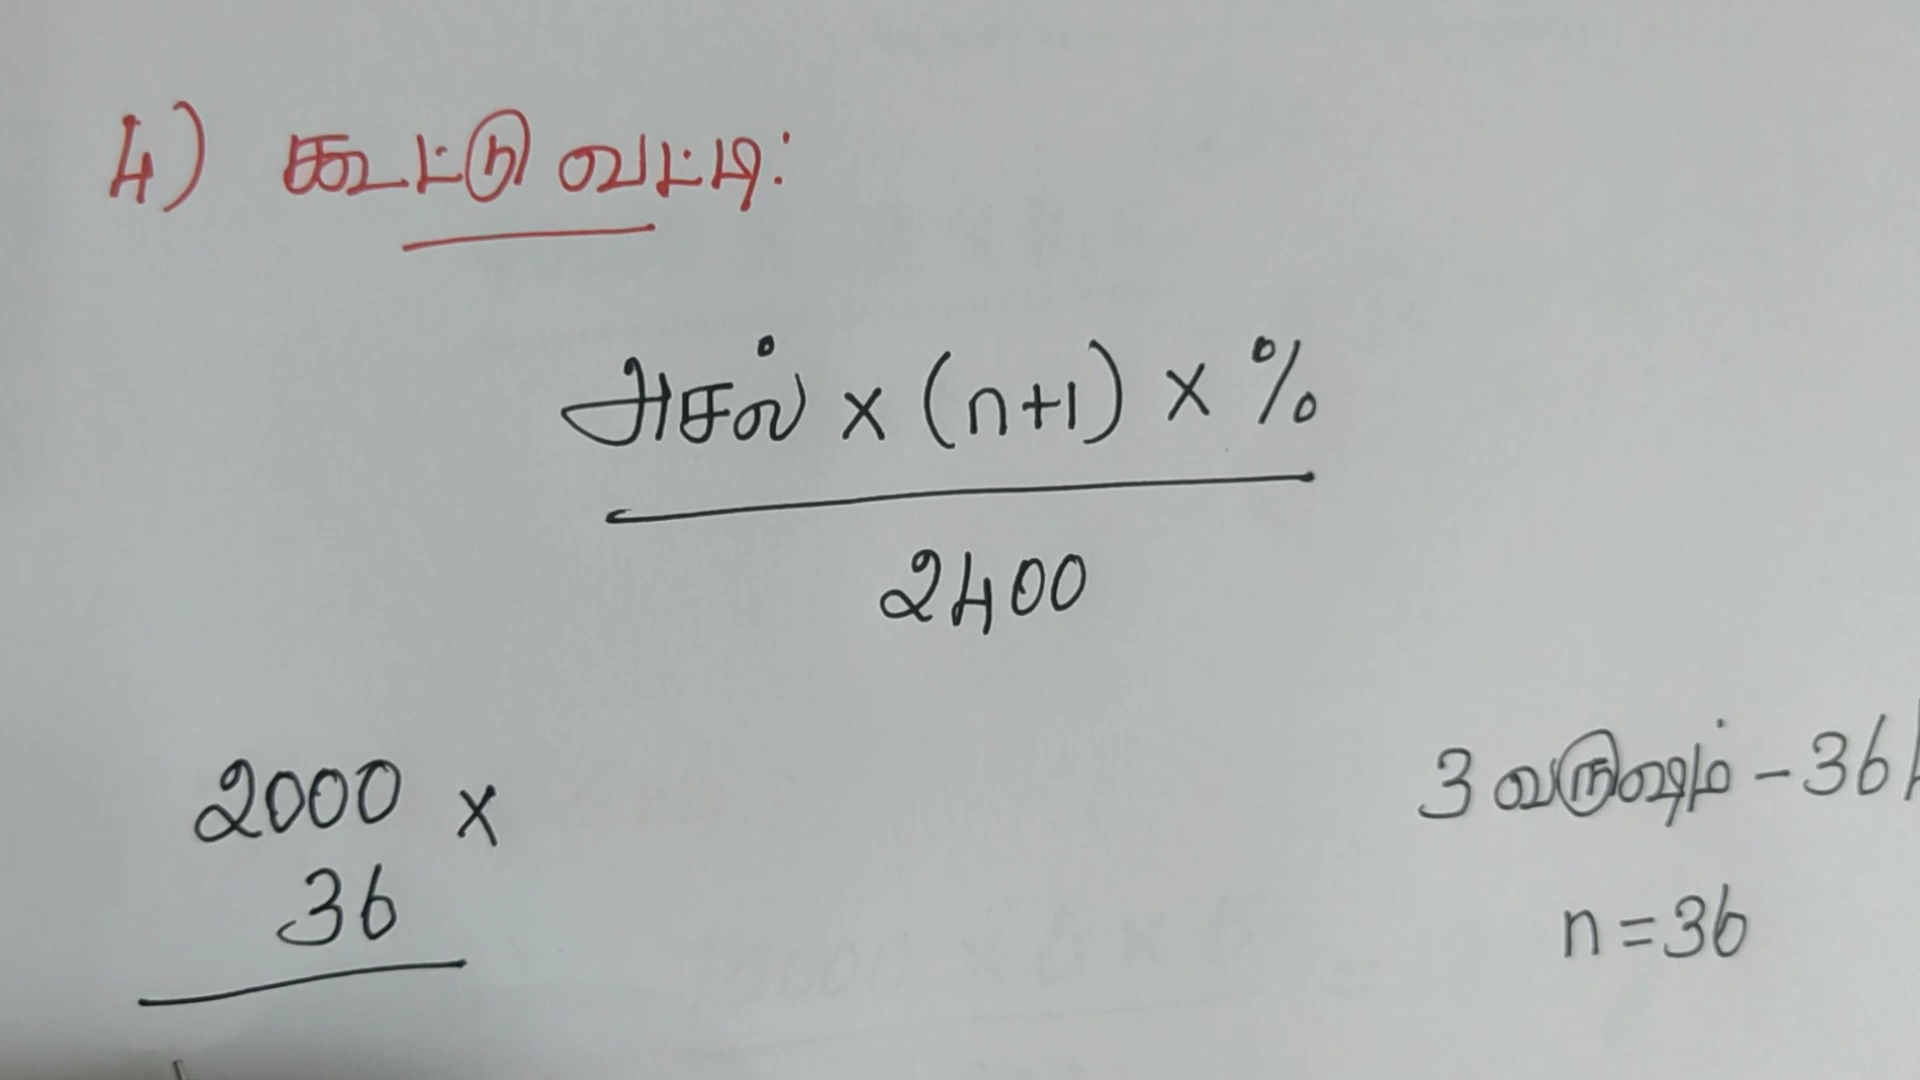 4) கூட்டு வட்டி:
அசல் x (n+1) x %
2400
2000 x
36
3 வருஷம் - 36
n = 36